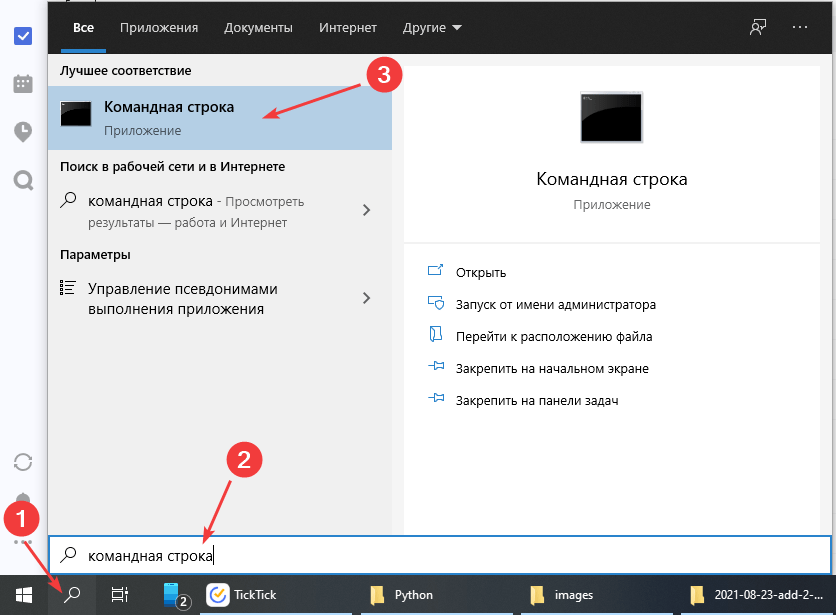 Все Приложения Документы Интернет Другие
Лучшее соответствие
3
Командная строка
Приложение
Поиск в рабочей сети и в Интернете
командная строка - Просмотреть
результаты — работа и Интернет
Параметры
Управление псевдонимами
выполнения приложения
Командная строка
Приложение
Открыть
Запуск от имени администратора
Перейти к расположению файла
Закрепить на начальном экране
Закрепить на панели задач
2
1
командная строка
2
TickTick
Python
images
2021-08-23-add-2-...